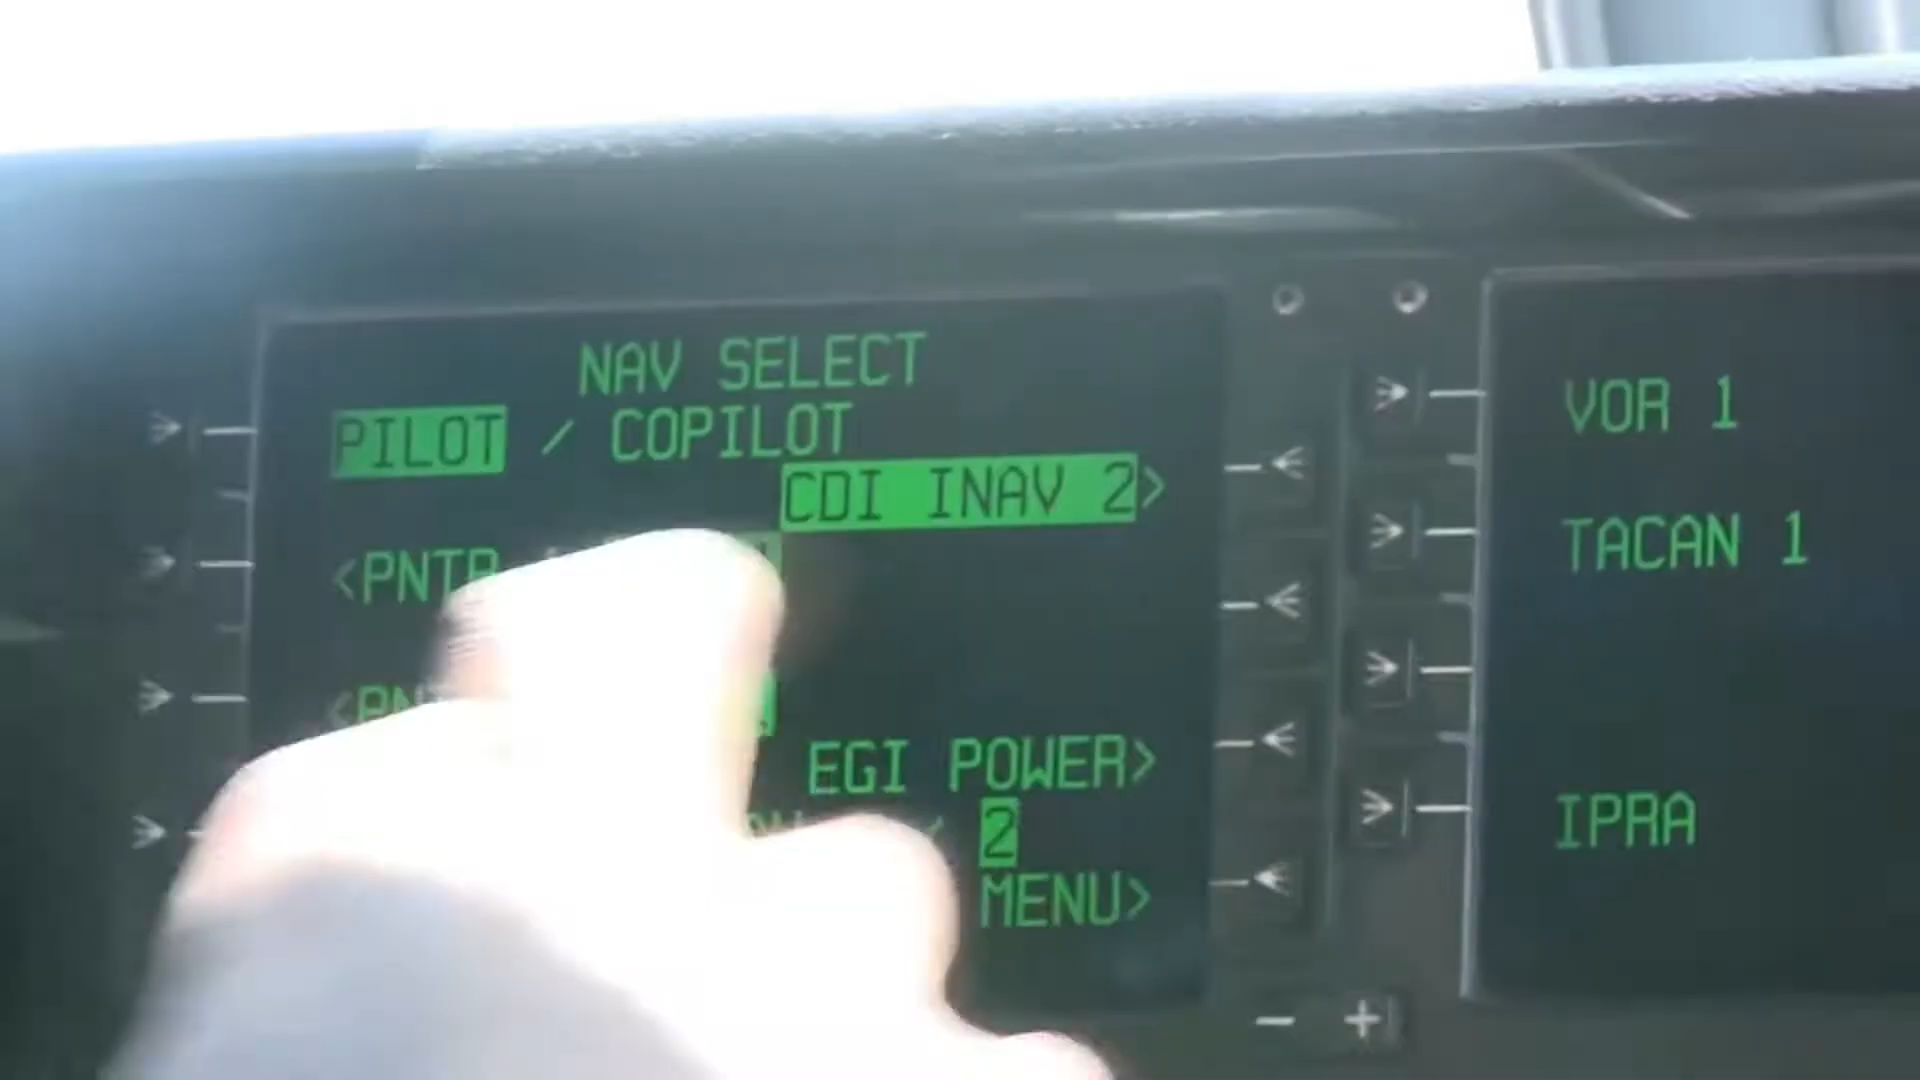 NAV SELECT
PILOT / COPILOT
CDI INAV 2>
<PNTR
EGI POWER>
2
MENU>
- +
VOR 1
TACAN 1
IPRA